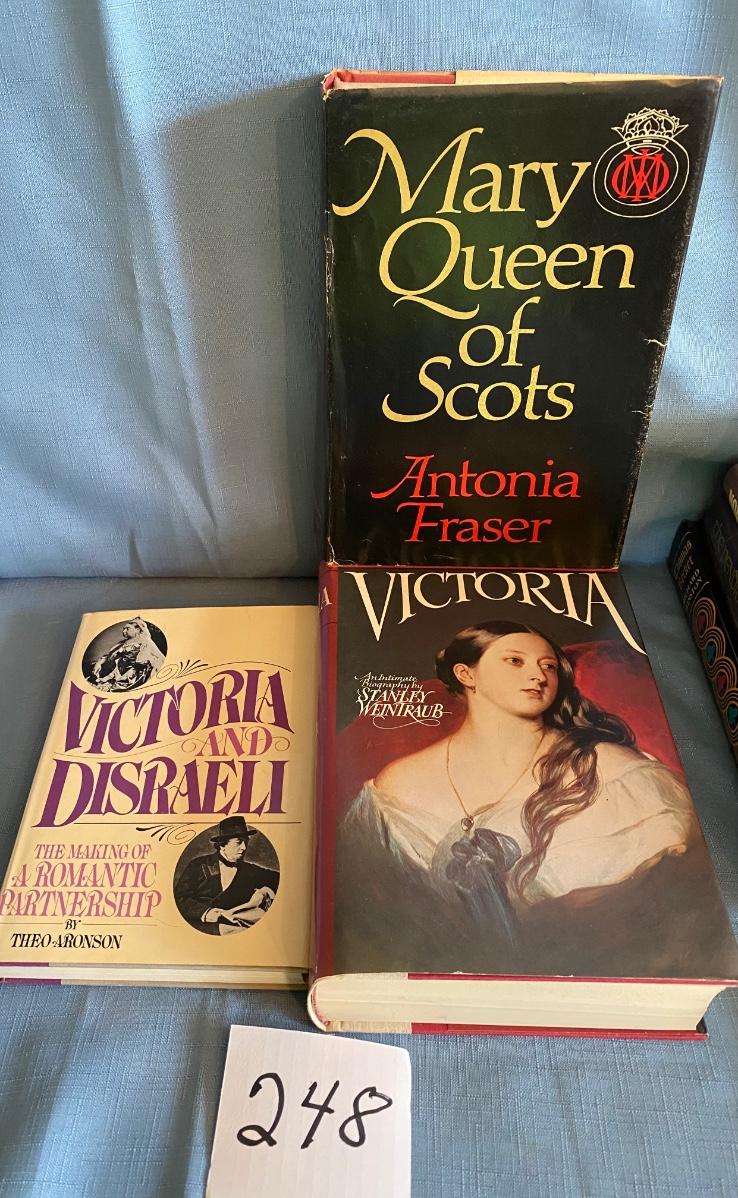 Mary
Queen
of
Scots
Antonia
Fraser
VICTORIA
An Intimate
Biography by
STANLEY
WEINTRAUB
VICTORIA
AND
DISRAELI
THE MAKING OF
A ROMANTIC
PARTNERSHIP
BY
THEO ARONSON
248